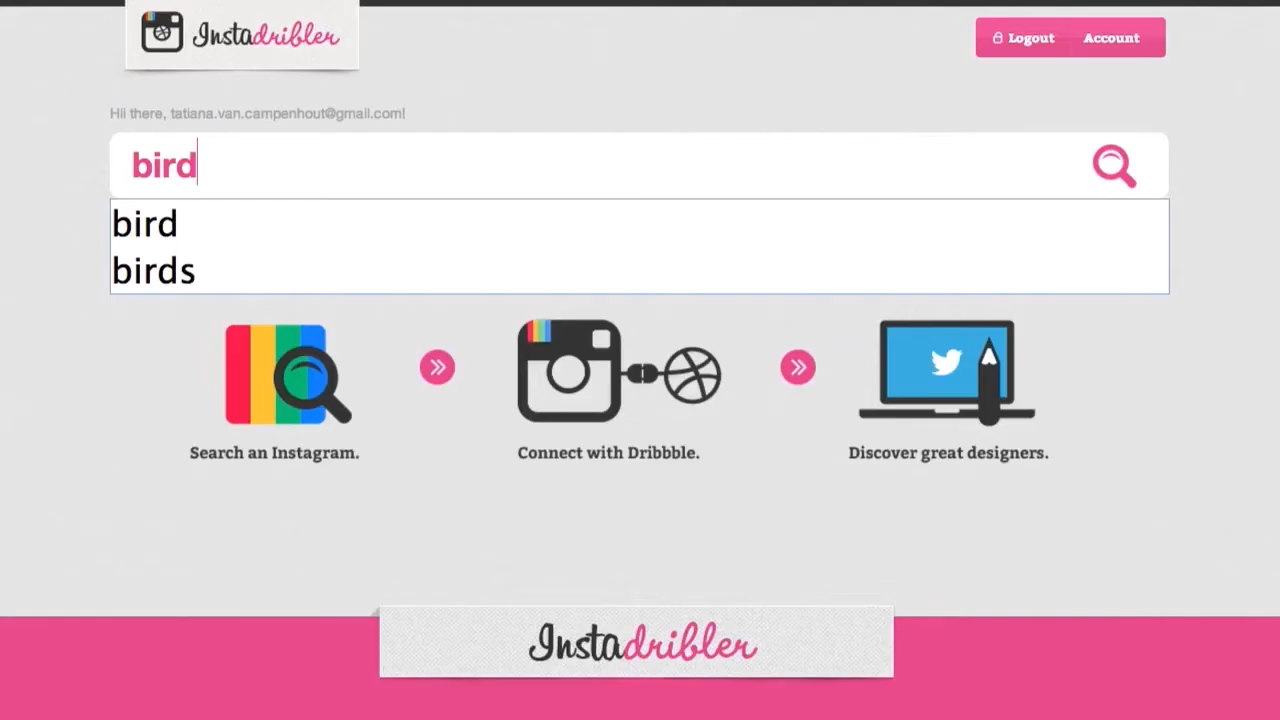 Instadribler
Logout Account
Hii there, tatiana.van.campenhout@gmail.com!
bird
bird
birds
Search an Instagram.
Connect with Dribbble.
Discover great designers.
Instadribler